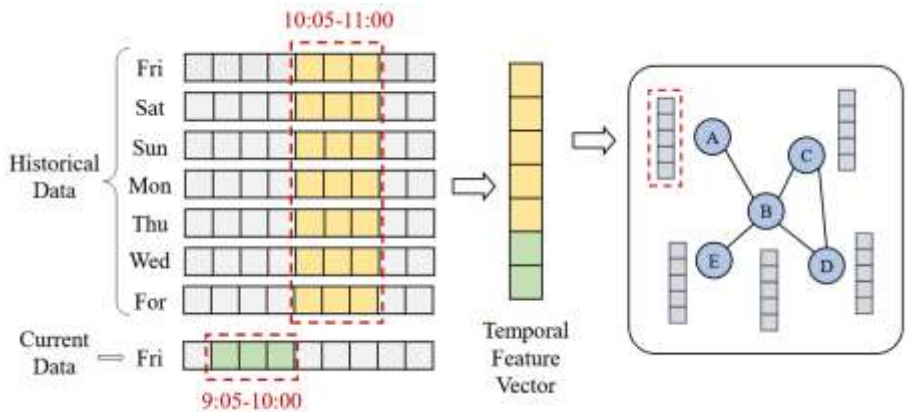 10:05-11:00
Fri
Sat
Sun
Historical
Data
Mon
Thu
Wed
For
Current
Data
Fri
9:05-10:00
Temporal
Feature
Vector
A
C
B
E
D